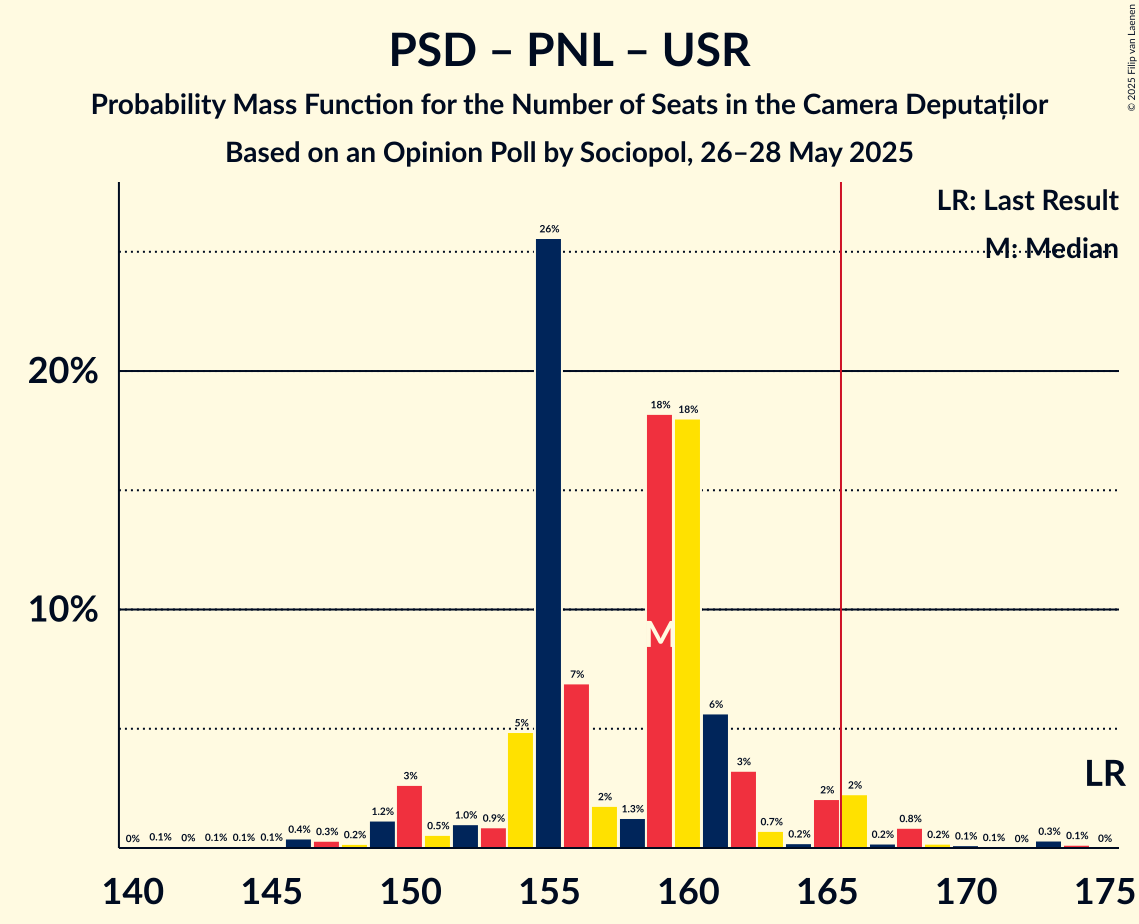 PSD – PNL – USR
Probability Mass Function for the Number of Seats in the Camera Deputaților
Based on an Opinion Poll by Sociopol, 26–28 May 2025
© 2025 Filip van Laenen
LR: Last Result
M: Median
26%
20%
18% 18%
10%
M
7%
6%
5%
LR
3% 3%
2% 2% 2%
1.2% 1.0% 0.9% 1.3%
0% 0.1% 0% 0.1% 0.1% 0.1% 0.4% 0.3% 0.2% 0.5% 0.7% 0.2% 0.2% 0.8% 0.2% 0.1% 0.1% 0% 0.3% 0.1% 0%
140 145 150 155 160 165 170 175